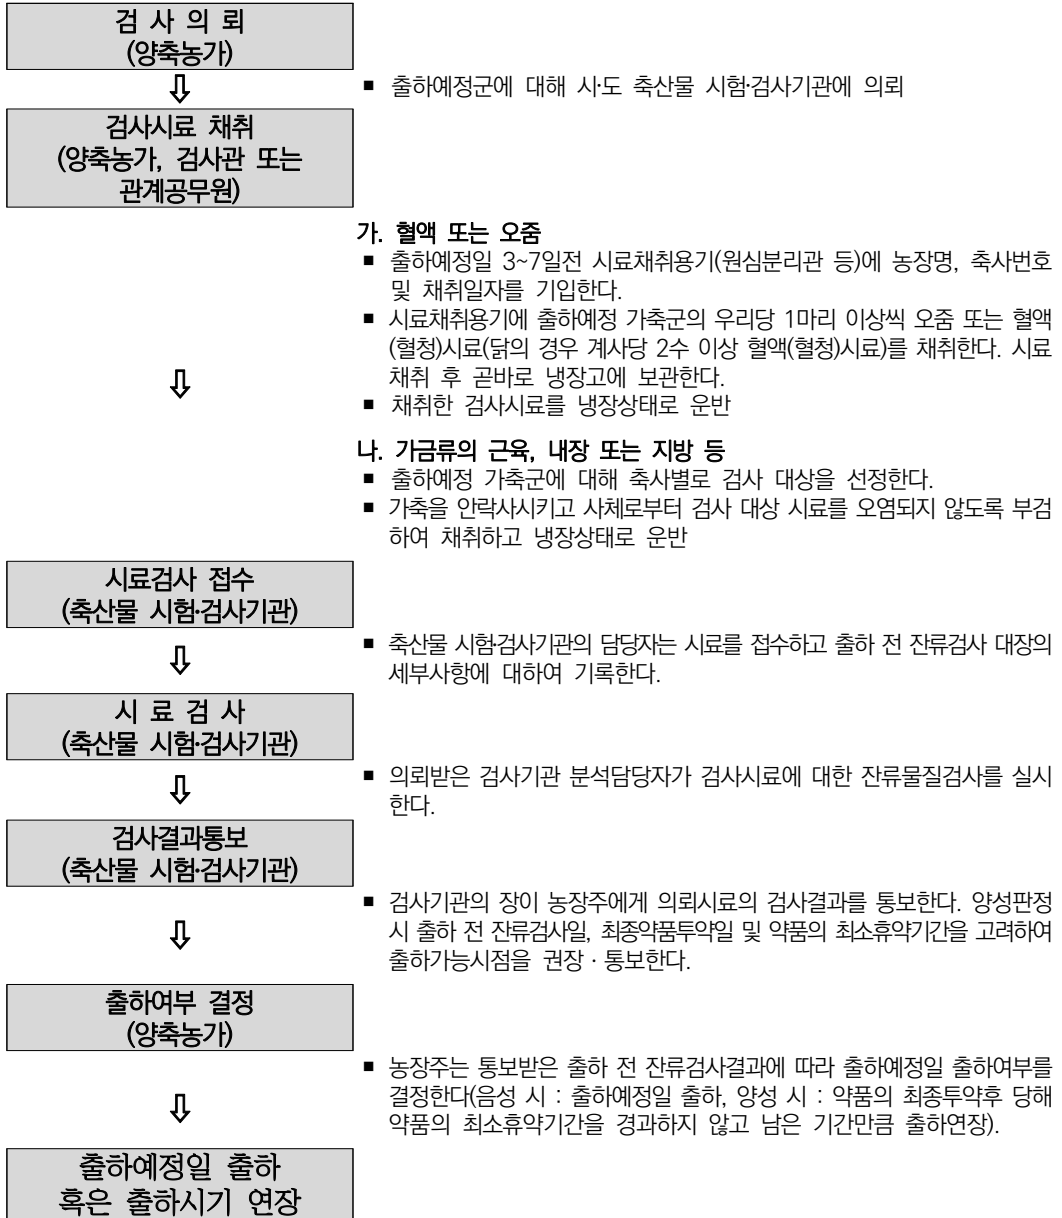 검 사 의 뢰
(양축농가)
⇩
■ 출하예정군에 대해 시·도 축산물 시험·검사기관에 의뢰
검사시료 채취
(양축농가, 검사관 또는
관계공무원)
가. 혈액 또는 오줌
■ 출하예정일 3~7일전 시료채취용기(원심분리관 등)에 농장명, 축사번호
및 채취일자를 기입한다.
■ 시료채취용기에 출하예정 가축군의 우리당 1마리 이상씩 오줌 또는 혈액
(혈청)시료(닭의 경우 계사당 2수 이상 혈액(혈청)시료)를 채취한다. 시료
채취 후 곧바로 냉장고에 보관한다.
⇩
■ 채취한 검사시료를 냉장상태로 운반
나. 가금류의 근육, 내장 또는 지방 등
■ 출하예정 가축군에 대해 축사별로 검사 대상을 선정한다.
■ 가축을 안락사시키고 사체로부터 검사 대상 시료를 오염되지 않도록 부검
하여 채취하고 냉장상태로 운반
시료검사 접수
(축산물 시험·검사기관)
⇩
■ 축산물 시험·검사기관의 담당자는 시료를 접수하고 출하 전 잔류검사 대장의
세부사항에 대하여 기록한다.
시 료 검 사
(축산물 시험·검사기관)
⇩
■ 의뢰받은 검사기관 분석담당자가 검사시료에 대한 잔류물질검사를 실시
한다.
검사결과통보
(축산물 시험·검사기관)
⇩
■ 검사기관의 장이 농장주에게 의뢰시료의 검사결과를 통보한다. 양성판정
시 출하 전 잔류검사일, 최종약품투약일 및 약품의 최소휴약기간을 고려하여
출하가능시점을 권장 · 통보한다.
출하여부 결정
(양축농가)
⇩
■ 농장주는 통보받은 출하 전 잔류검사결과에 따라 출하예정일 출하여부를
결정한다(음성 시 : 출하예정일 출하, 양성 시 : 약품의 최종투약후 당해
약품의 최소휴약기간을 경과하지 않고 남은 기간만큼 출하연장).
출하예정일 출하
혹은 출하시기 연장